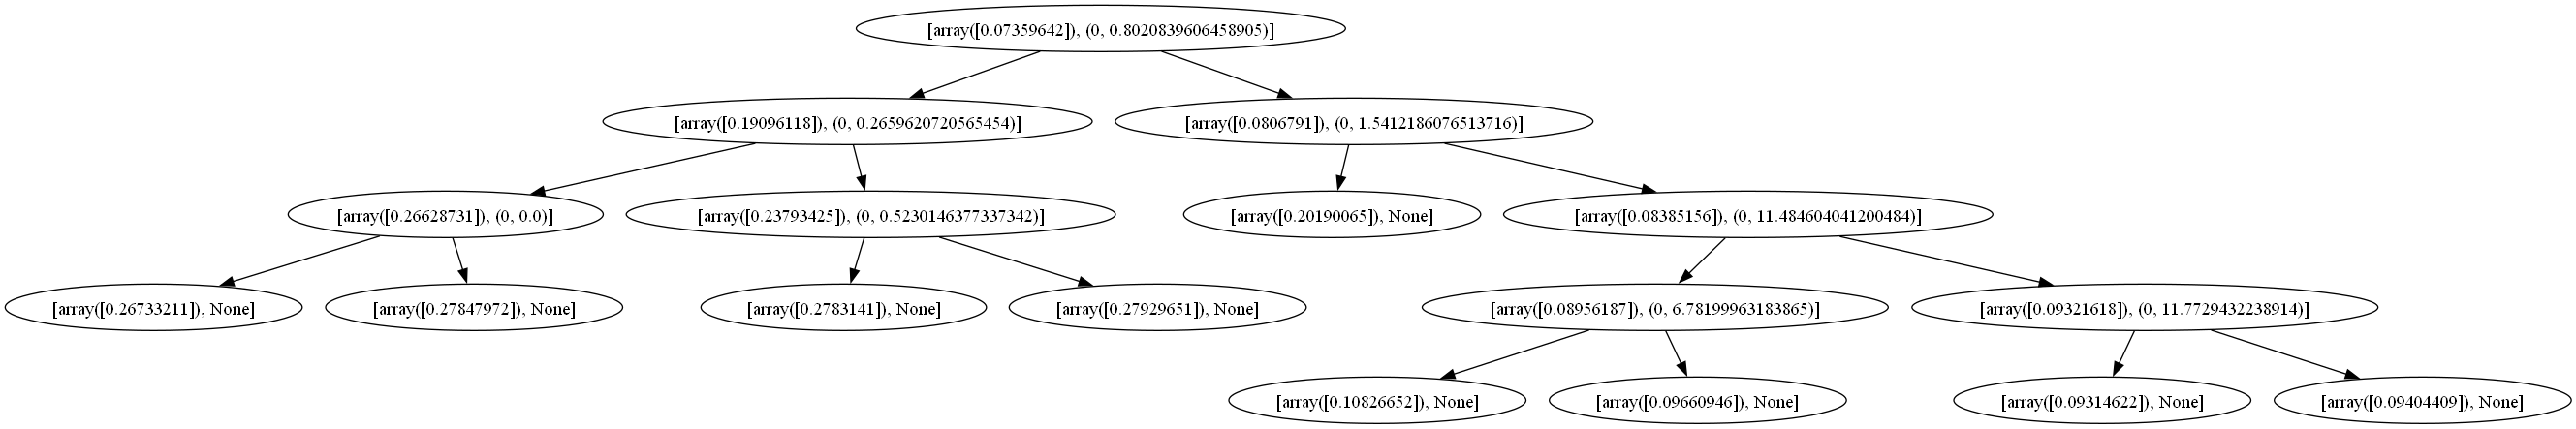 [array([0.07359642]), (0, 0.8020839606458905)]
[array([0.19096118]), (0, 0.2659620720565454)]
[array([0.0806791]), (0, 1.5412186076513716)]
[array([0.26628731]), (0, 0.0)]
[array([0.23793425]), (0, 0.5230146377337342)]
[array([0.20190065]), None]
[array([0.08385156]), (0, 11.484604041200484)]
[array([0.26733211]), None]
[array([0.27847972]), None]
[array([0.2783141]), None]
[array([0.27929651]), None]
[array([0.08956187]), (0, 6.78199963183865)]
[array([0.09321618]), (0, 11.7729432238914)]
[array([0.10826652]), None]
[array([0.09660946]), None]
[array([0.09314622]), None]
[array([0.09404409]), None]